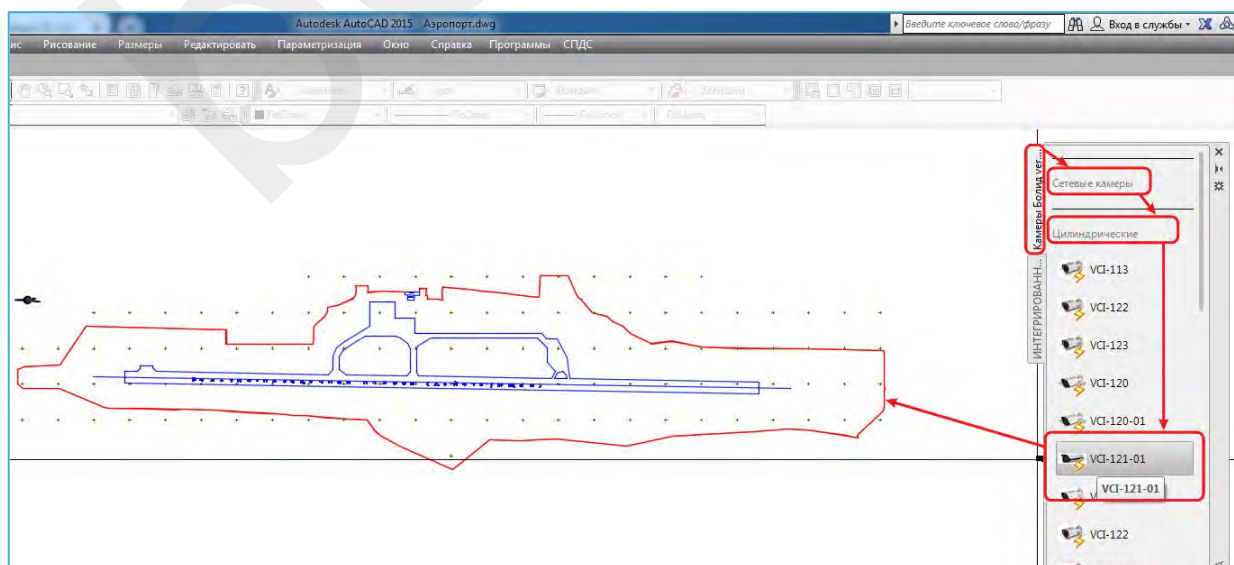 Autodesk AutoCAD 2015 Аэропорт.dwg
Введите ключевое слово/фразу
Вход в службы
ис Рисование Размеры Редактировать Параметризация Окно Справка Программы СПДС
Камеры Болид ver....
ИНТЕГРИРОВАНН...
Сетевые камеры
Цилиндрические
VCI-113
VCI-122
VCI-123
VCI-120
VCI-120-01
VCI-121-01
VCI-121-01
VCI-122